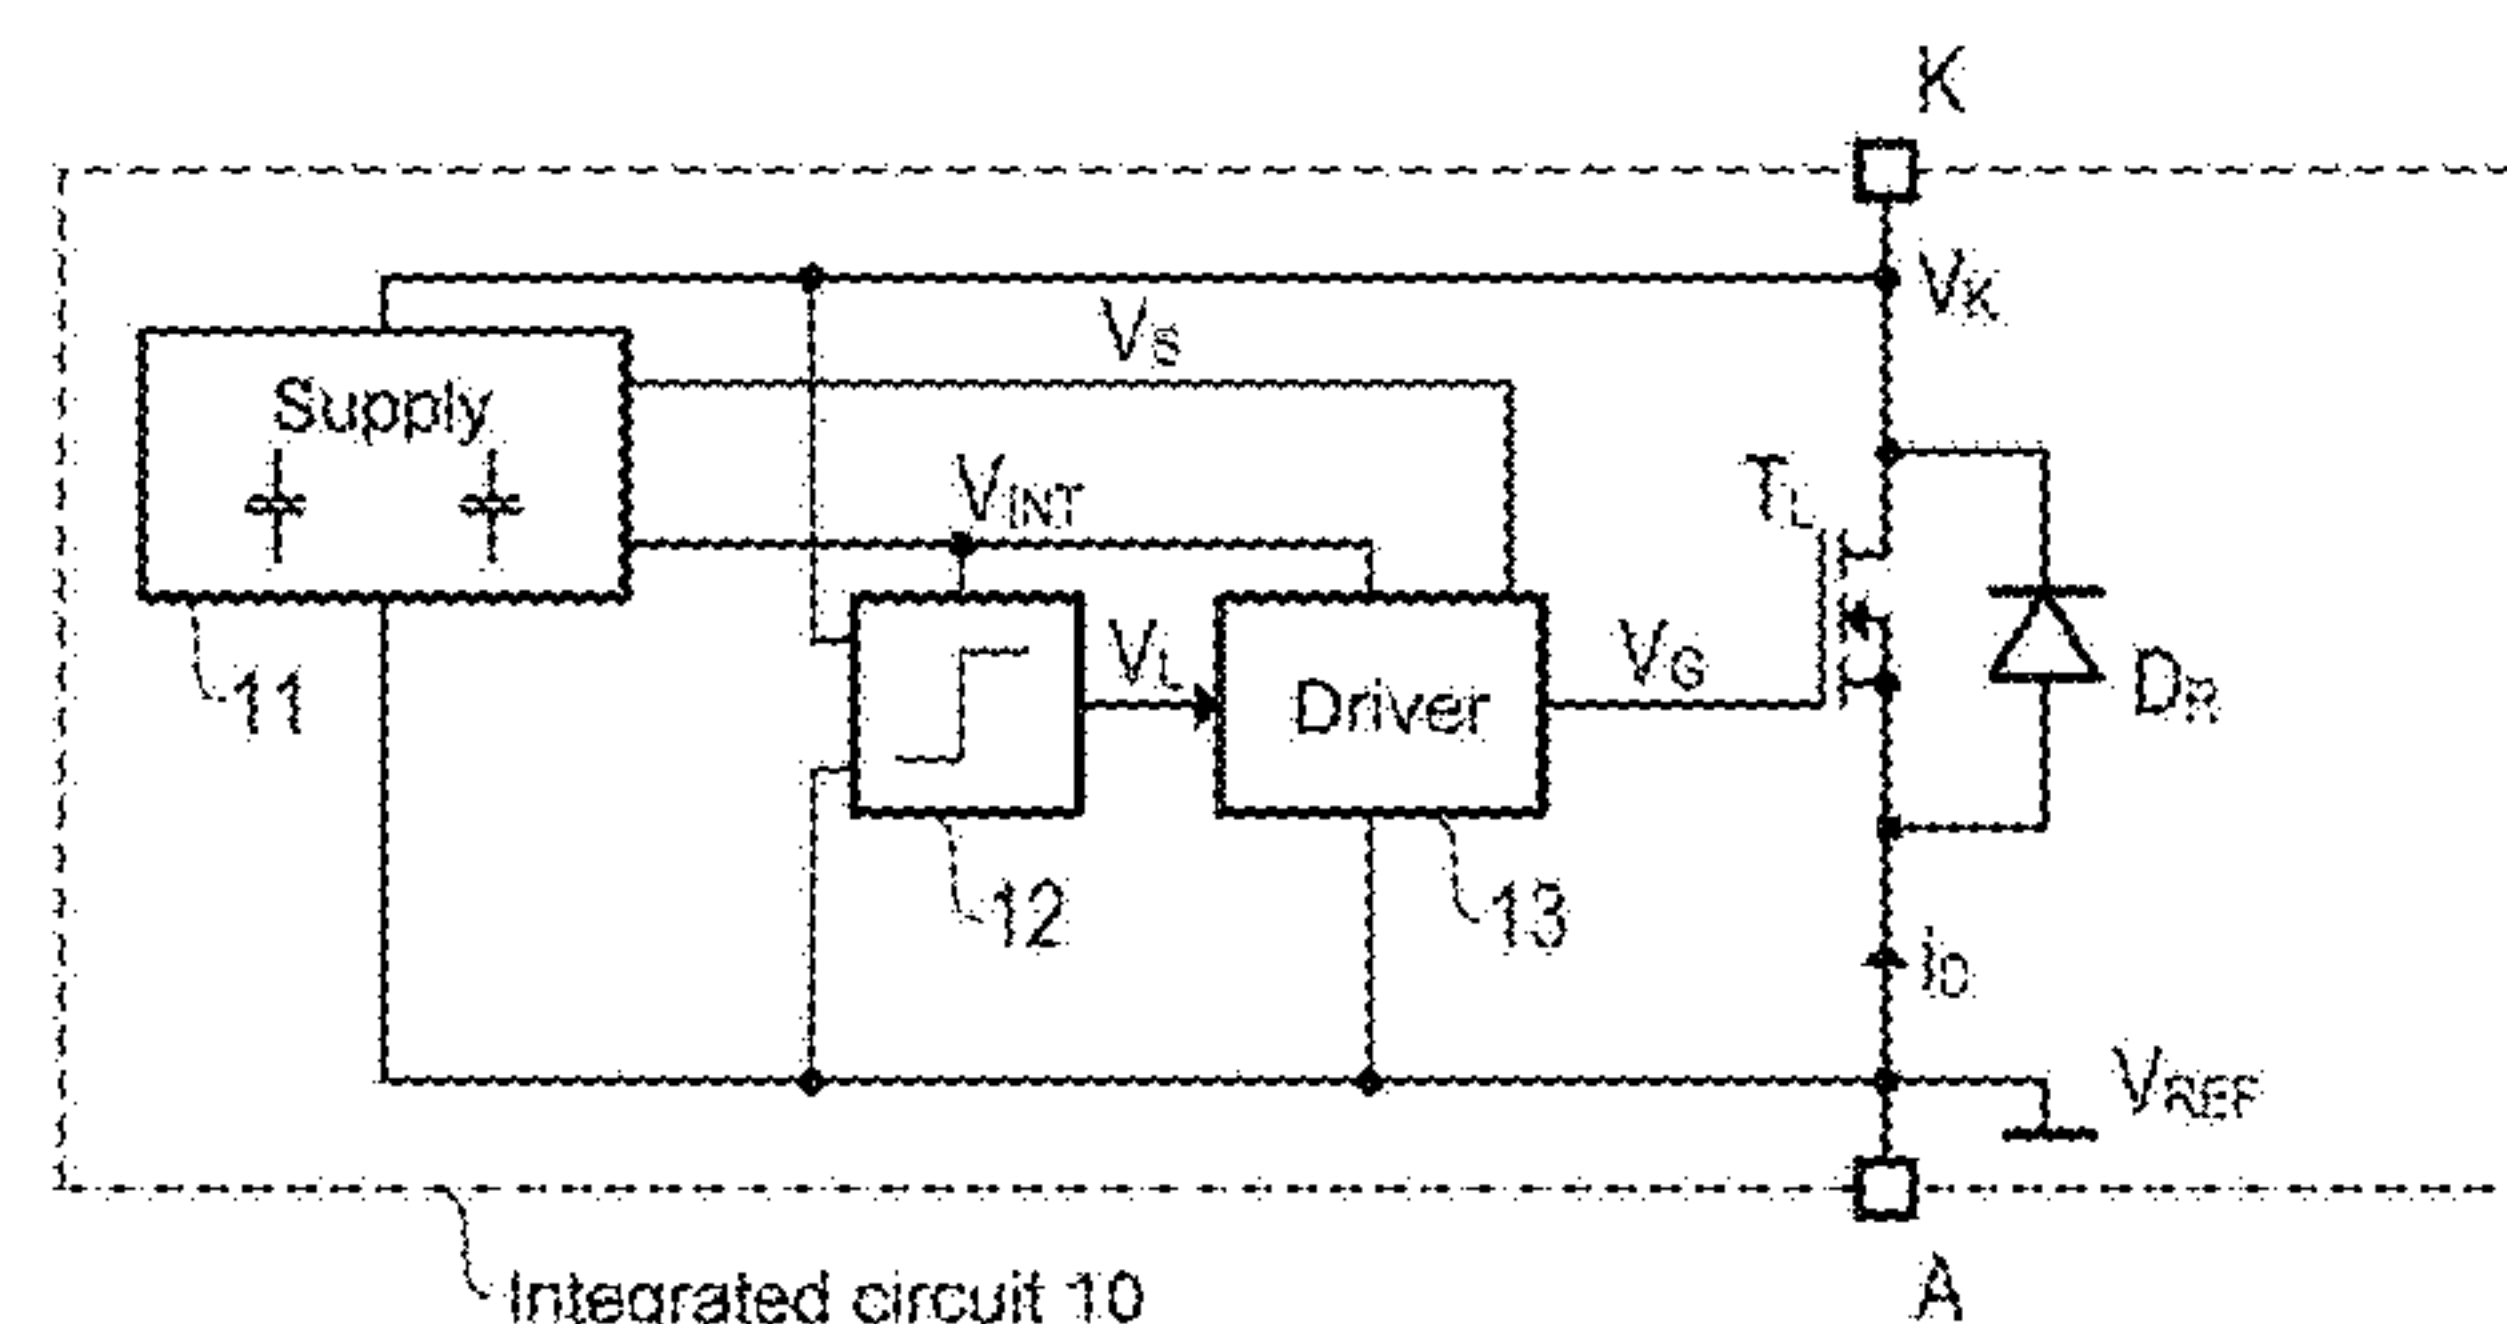 K
VK
VS
Supply
VINT
TL
VL
VG
Driver
DR
11
12
13
iD
VREF
Integrated circuit 10
A